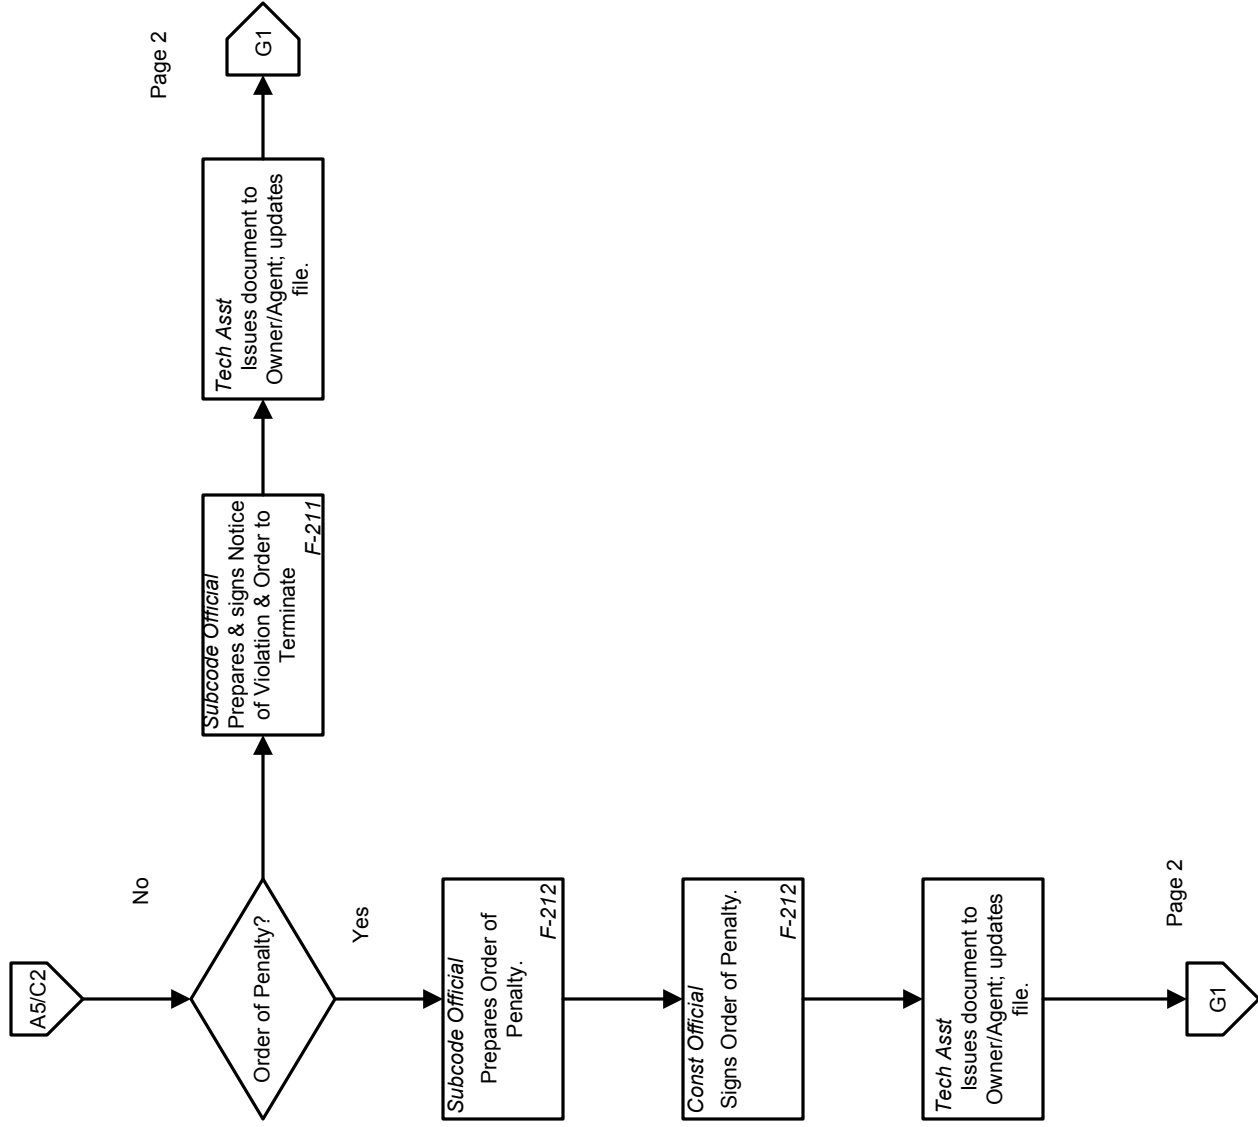 A5/C2
Order of Penalty?
No
Yes
Subcode Official
Prepares & signs Notice
of Violation & Order to
Terminate
F-211
Tech Asst
Issues document to
Owner/Agent; updates
file.
Page 2
G1
Subcode Official
Prepares Order of
Penalty.
F-212
Const Official
Signs Order of Penalty.
F-212
Tech Asst
Issues document to
Owner/Agent; updates
file.
Page 2
G1